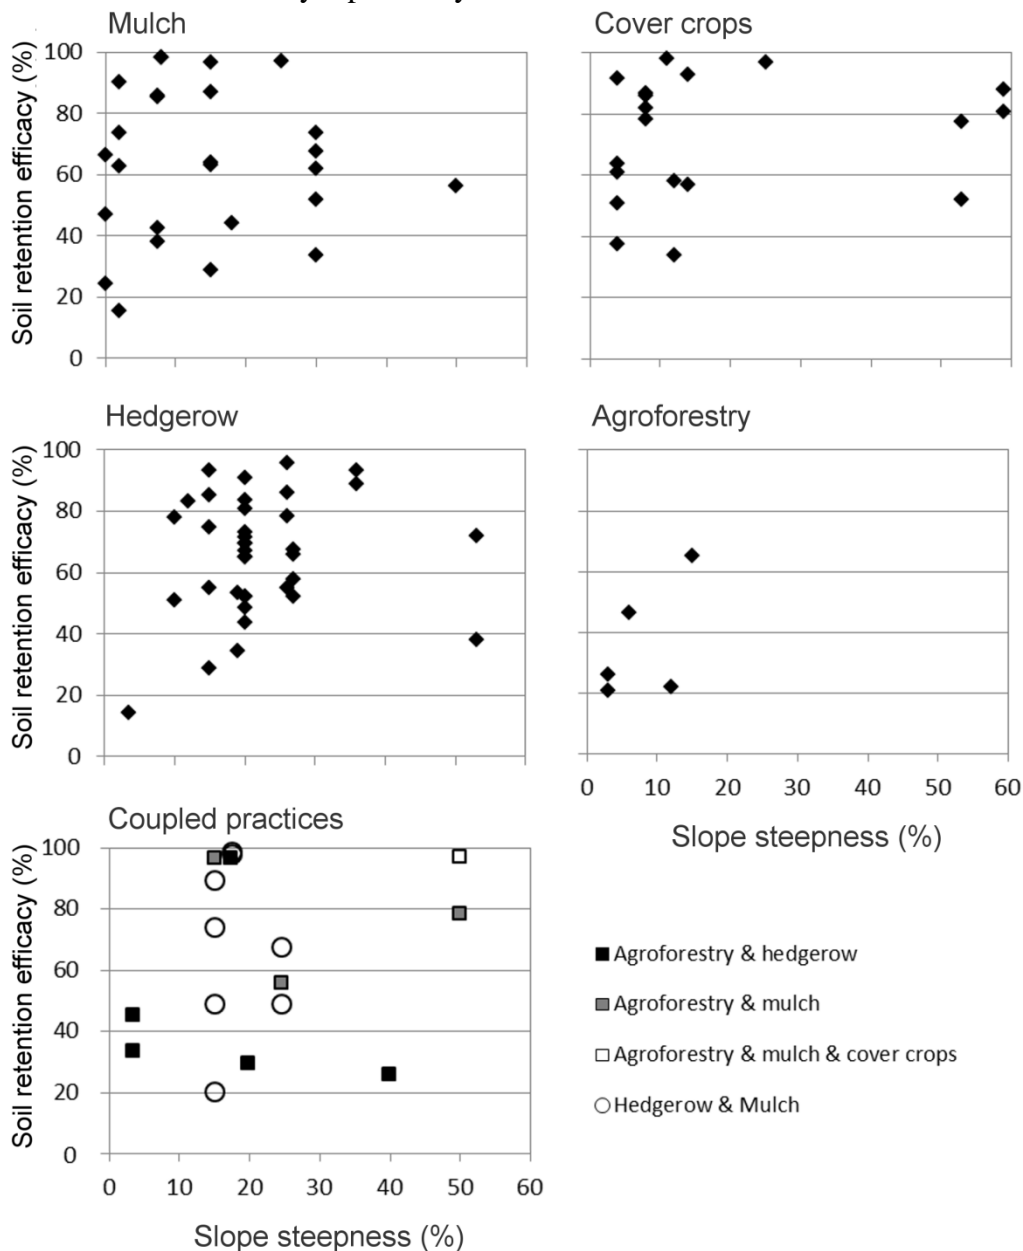 Mulch
Cover crops
Soil retention efficacy (%)
100
80
60
40
20
0
Hedgerow
Agroforestry
Soil retention efficacy (%)
100
80
60
40
20
0
0 10 20 30 40 50 60
Slope steepness (%)
Coupled practices
Soil retention efficacy (%)
100
80
60
40
20
0
0 10 20 30 40 50 60
Slope steepness (%)
Agroforestry & hedgerow
Agroforestry & mulch
Agroforestry & mulch & cover crops
Hedgerow & Mulch